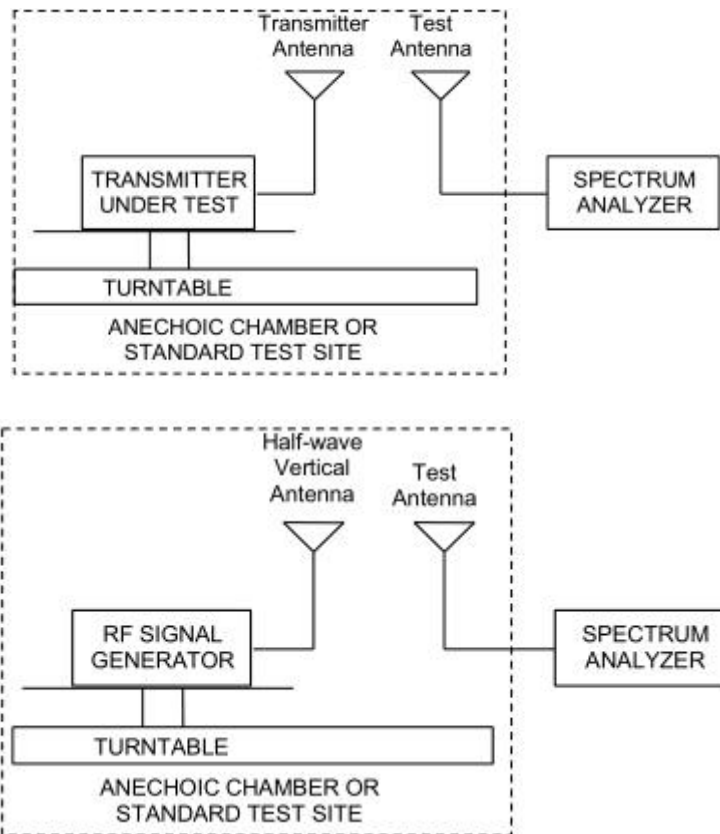 Transmitter
Antenna
Test
Antenna
TRANSMITTER
UNDER TEST
SPECTRUM
ANALYZER
TURNTABLE
ANECHOIC CHAMBER OR
STANDARD TEST SITE
Half-wave
Vertical
Antenna
Test
Antenna
RF SIGNAL
GENERATOR
SPECTRUM
ANALYZER
TURNTABLE
ANECHOIC CHAMBER OR
STANDARD TEST SITE